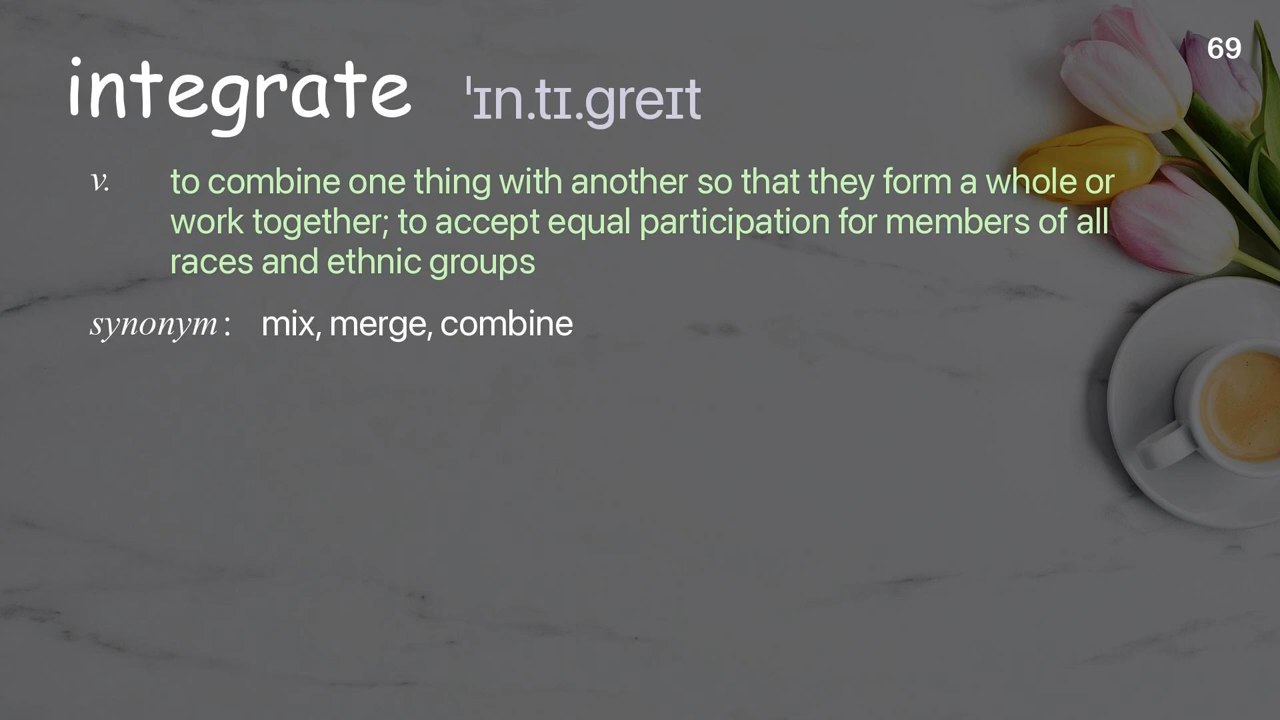 69
integrate ˈɪn.tɪ.ɡreɪt
v. to combine one thing with another so that they form a whole or
work together; to accept equal participation for members of all
races and ethnic groups
synonym: mix, merge, combine